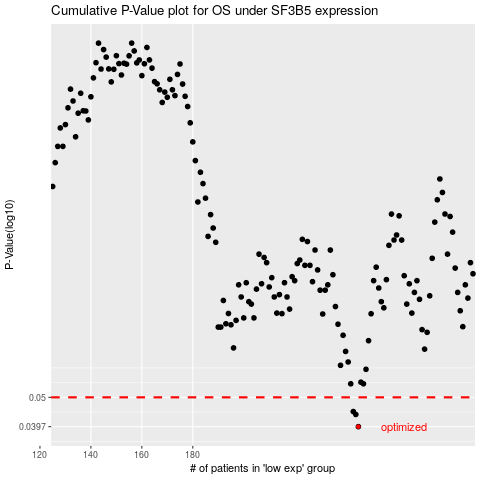 Cumulative P-Value plot for OS under SF3B5 expression
P-Value(log10)
0.05
0.0397
optimized
120 140 160 180
# of patients in 'low exp' group